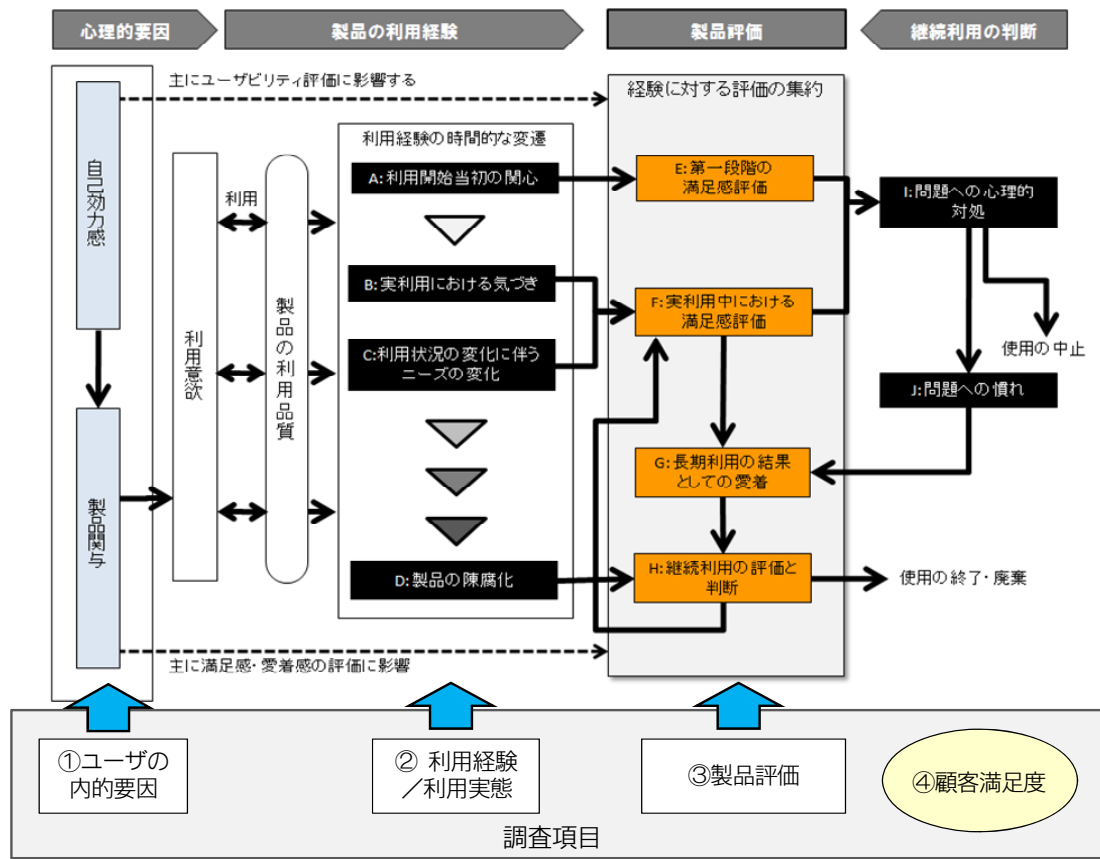 心理的要因
製品の利用経験
製品評価
継続利用の判断
主にユーザビリティ評価に影響する
経験に対する評価の集約
利用経験の時間的な変遷
自己効力感
利用
A:利用開始当初の関心
E:第一段階の
満足感評価
I:問題への心理的
対処
B:実利用における気づき
F:実利用中における
満足感評価
利用意欲
製品の利用品質
C:利用状況の変化に伴う
ニーズの変化
使用の中止
J:問題への慣れ
製品関与
G:長期利用の結果
としての愛着
D:製品の陳腐化
H:継続利用の評価と
判断
使用の終了・廃棄
主に満足感・愛着感の評価に影響
①ユーザの
内的要因
② 利用経験
／利用実態
③製品評価
④顧客満足度
調査項目